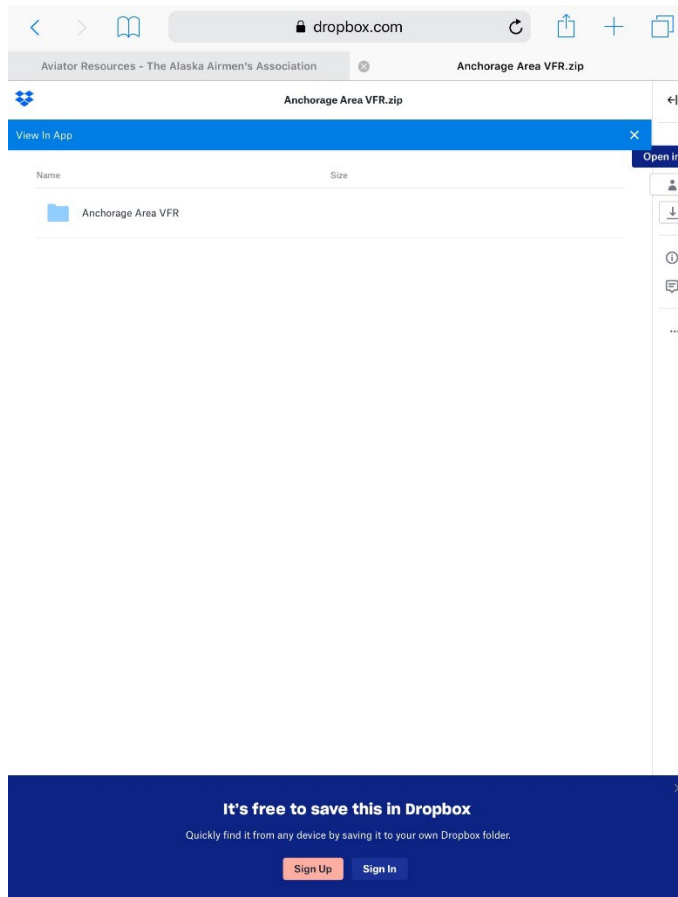 dropbox.com
Aviator Resources - The Alaska Airmen's Association
Anchorage Area VFR.zip
Anchorage Area VFR.zip
View In App
Open in
Name Size
Anchorage Area VFR
It's free to save this in Dropbox
Quickly find it from any device by saving it to your own Dropbox folder.
Sign Up Sign In